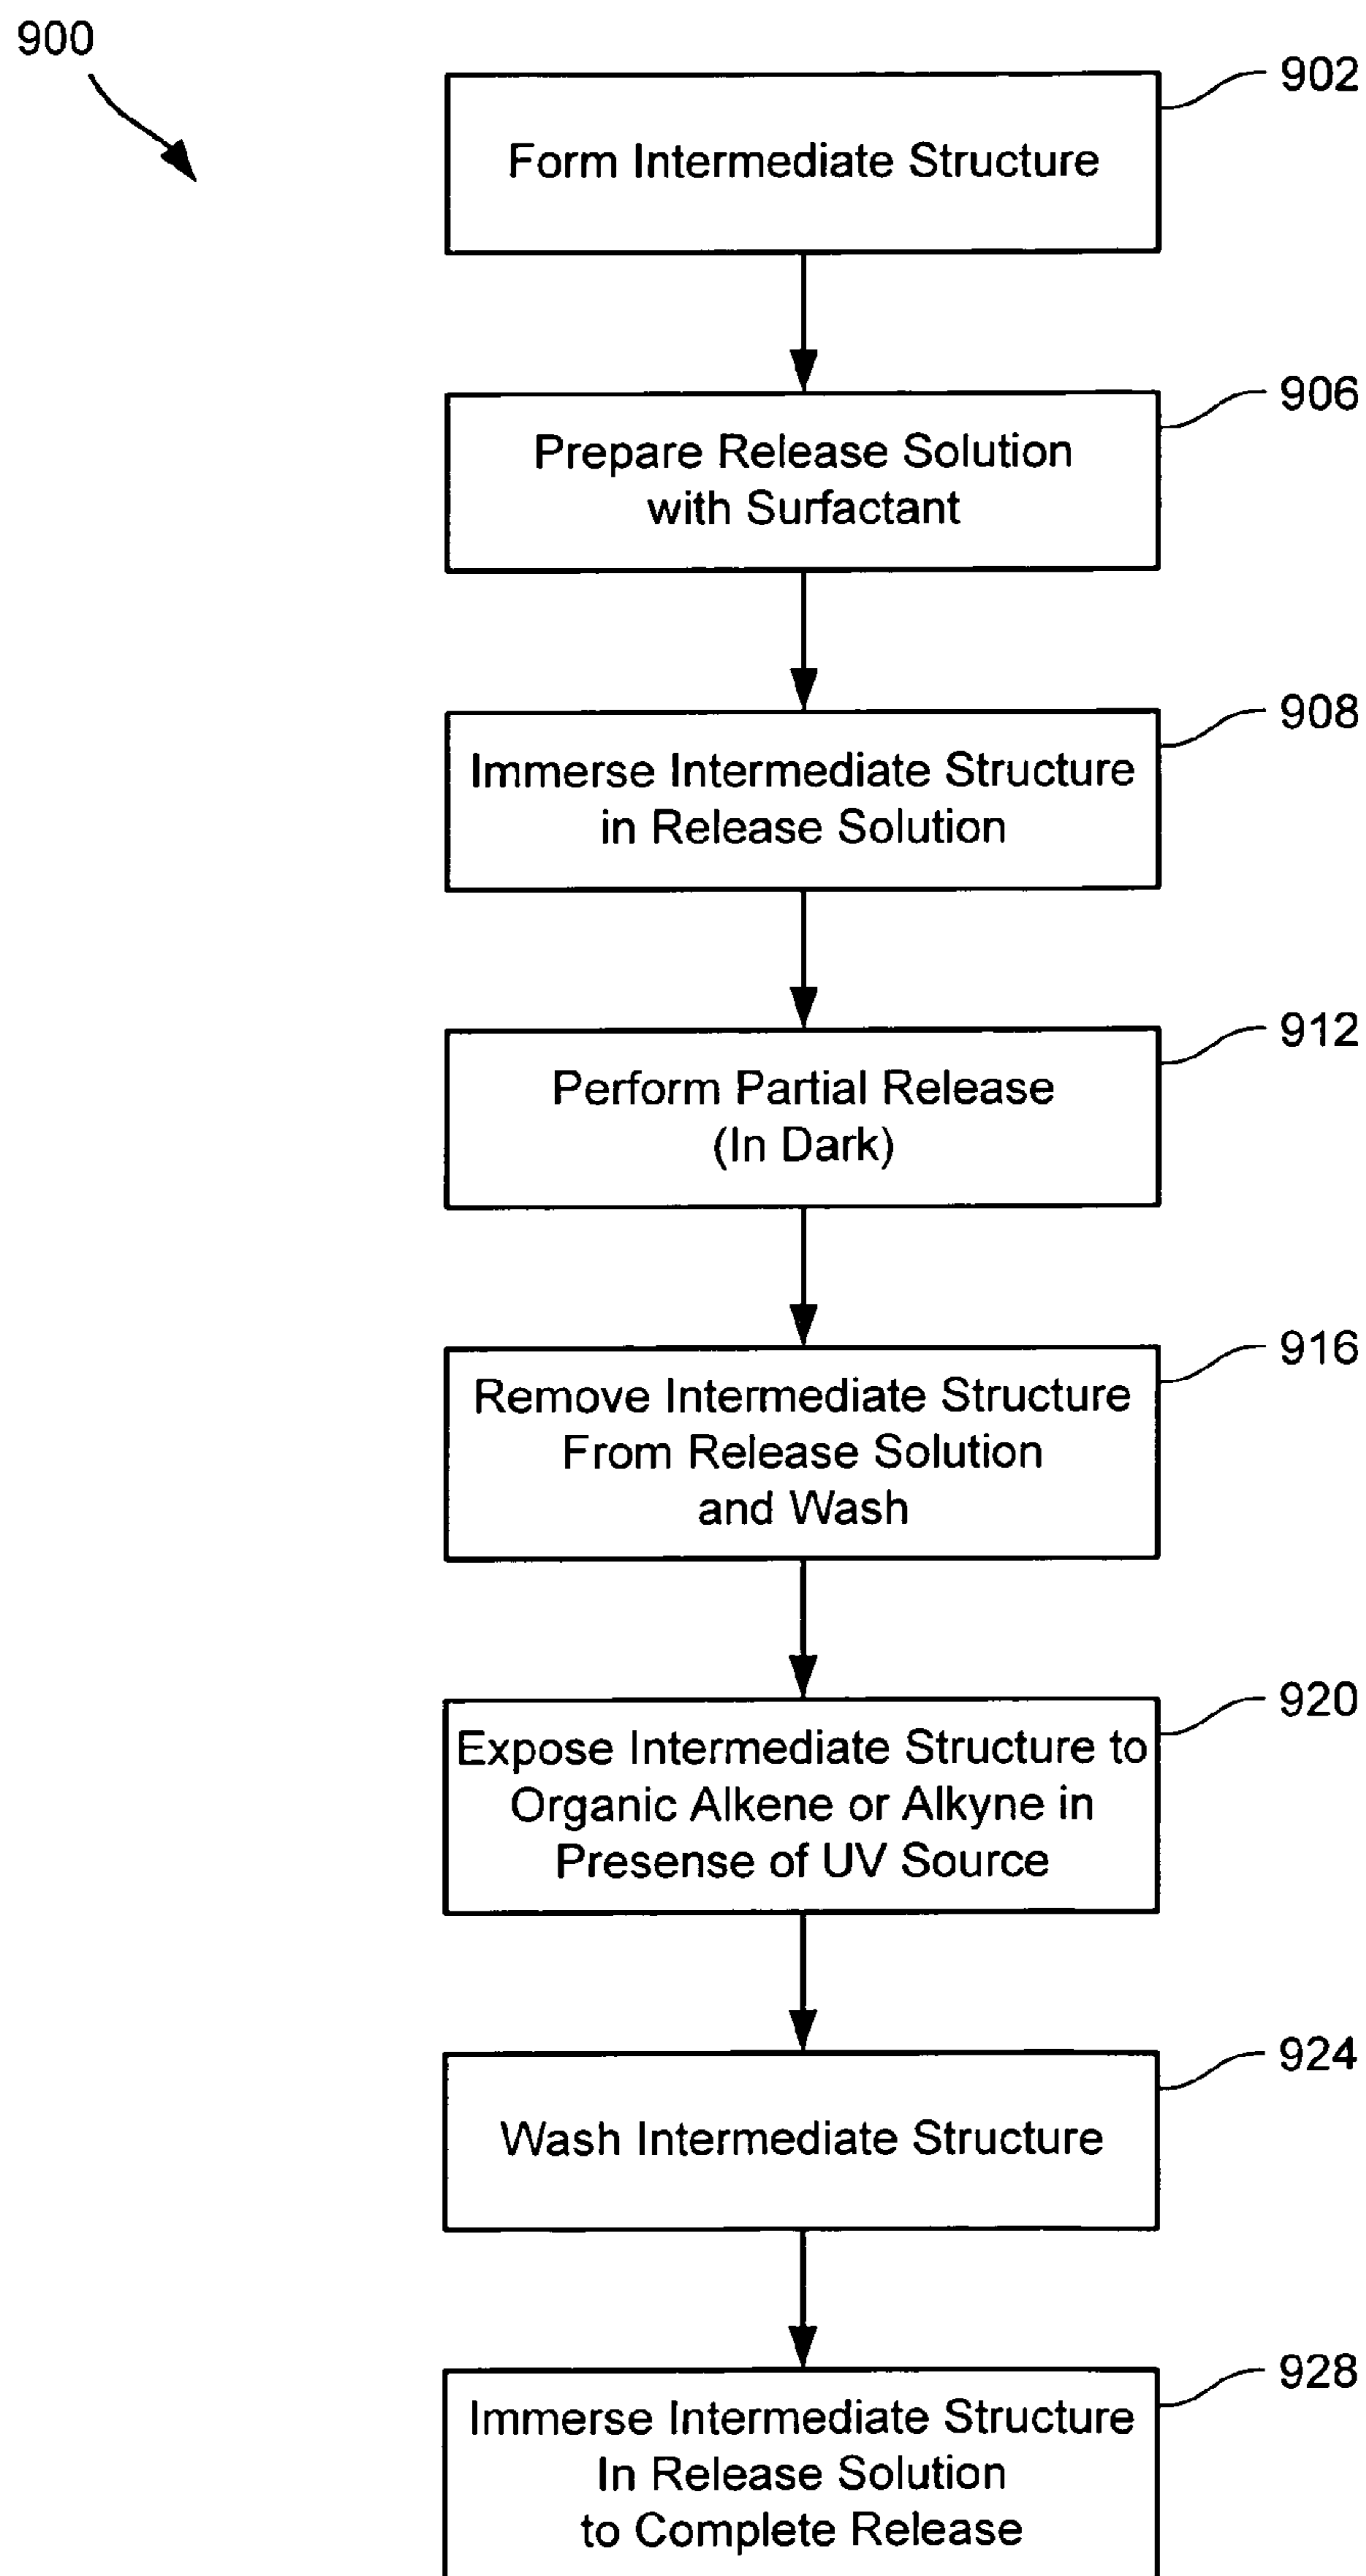 900
902
Form Intermediate Structure
906
Prepare Release Solution
with Surfactant
908
Immerse Intermediate Structure
in Release Solution
912
Perform Partial Release
(In Dark)
916
Remove Intermediate Structure
From Release Solution
and Wash
920
Expose Intermediate Structure to
Organic Alkene or Alkyne in
Presense of UV Source
924
Wash Intermediate Structure
928
Immerse Intermediate Structure
In Release Solution
to Complete Release